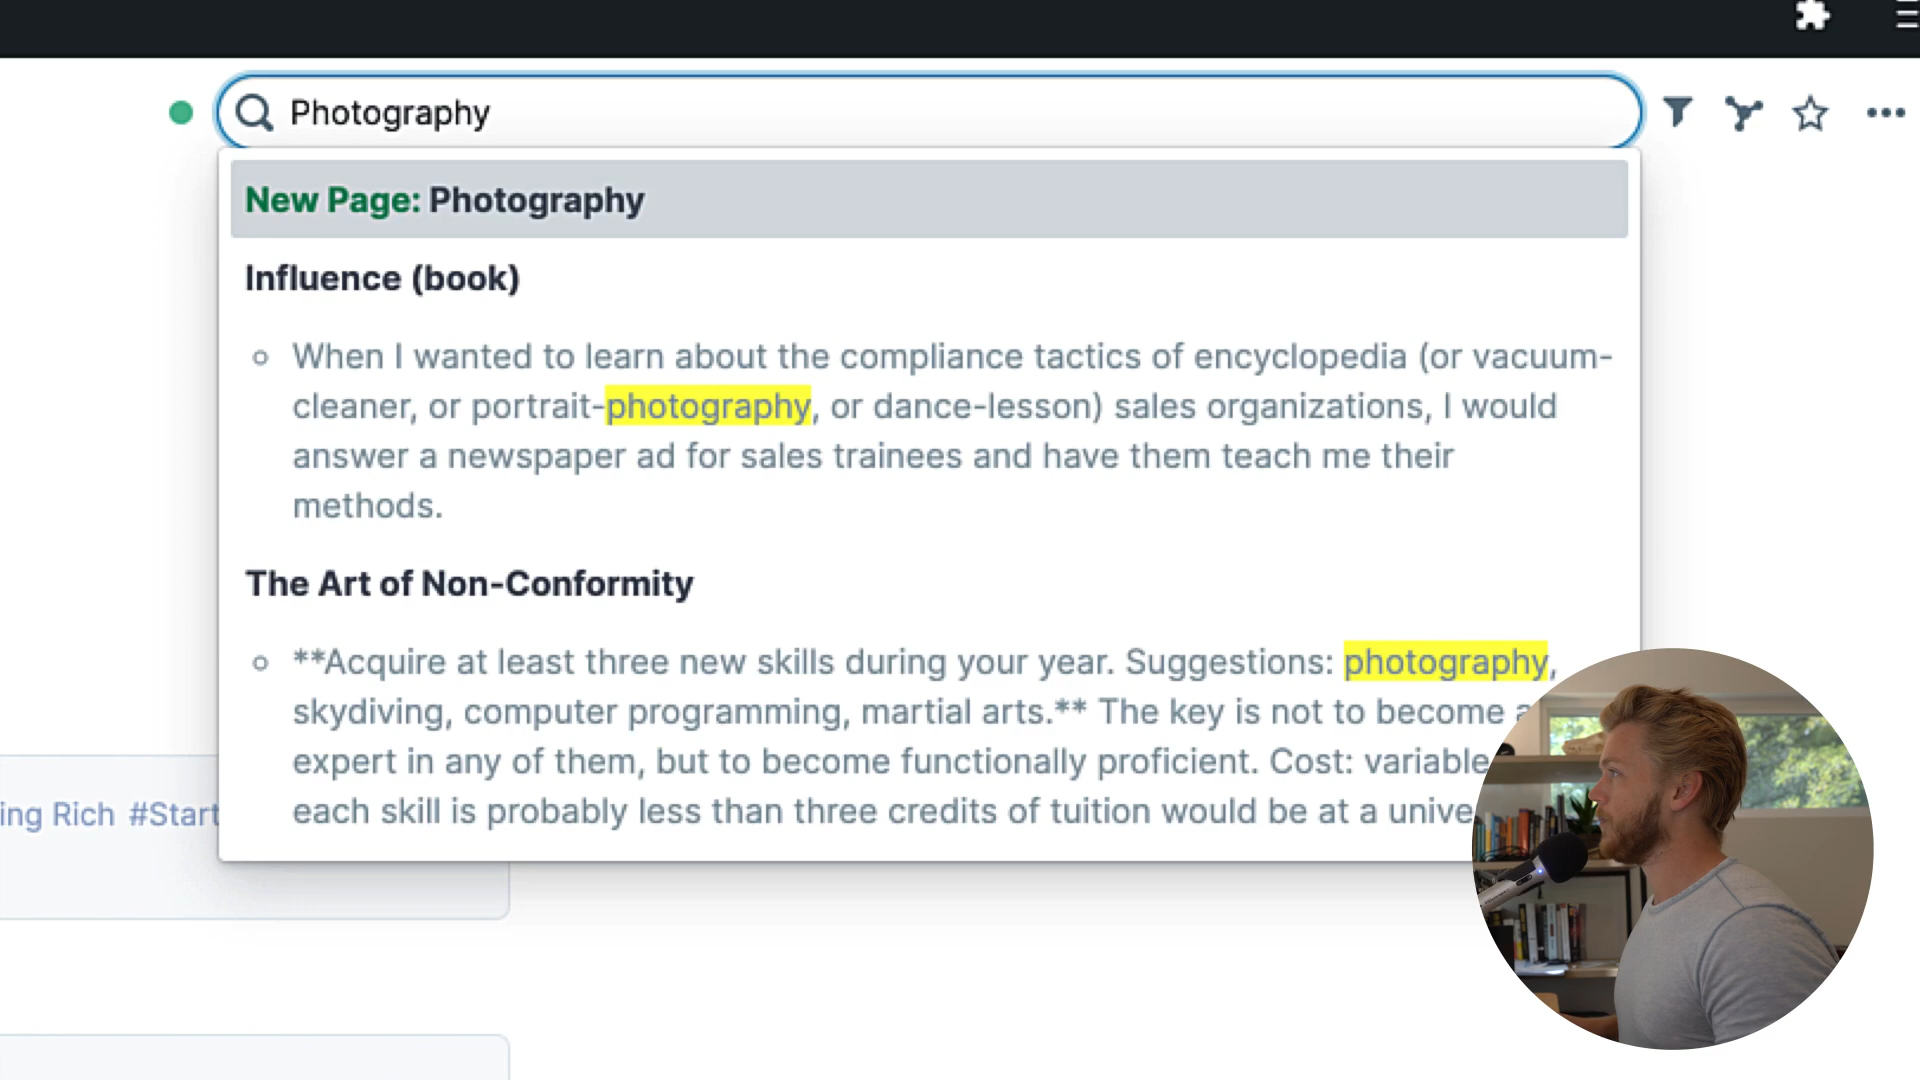 Photography
New Page: Photography
Influence (book)
When I wanted to learn about the compliance tactics of encyclopedia (or vacuum-
cleaner, or portrait-photography, or dance-lesson) sales organizations, I would
answer a newspaper ad for sales trainees and have them teach me their
methods.
The Art of Non-Conformity
**Acquire at least three new skills during your year. Suggestions: photography,
skydiving, computer programming, martial arts.** The key is not to become
expert in any of them, but to become functionally proficient. Cost: variable
ing Rich #Start
each skill is probably less than three credits of tuition would be at a unive